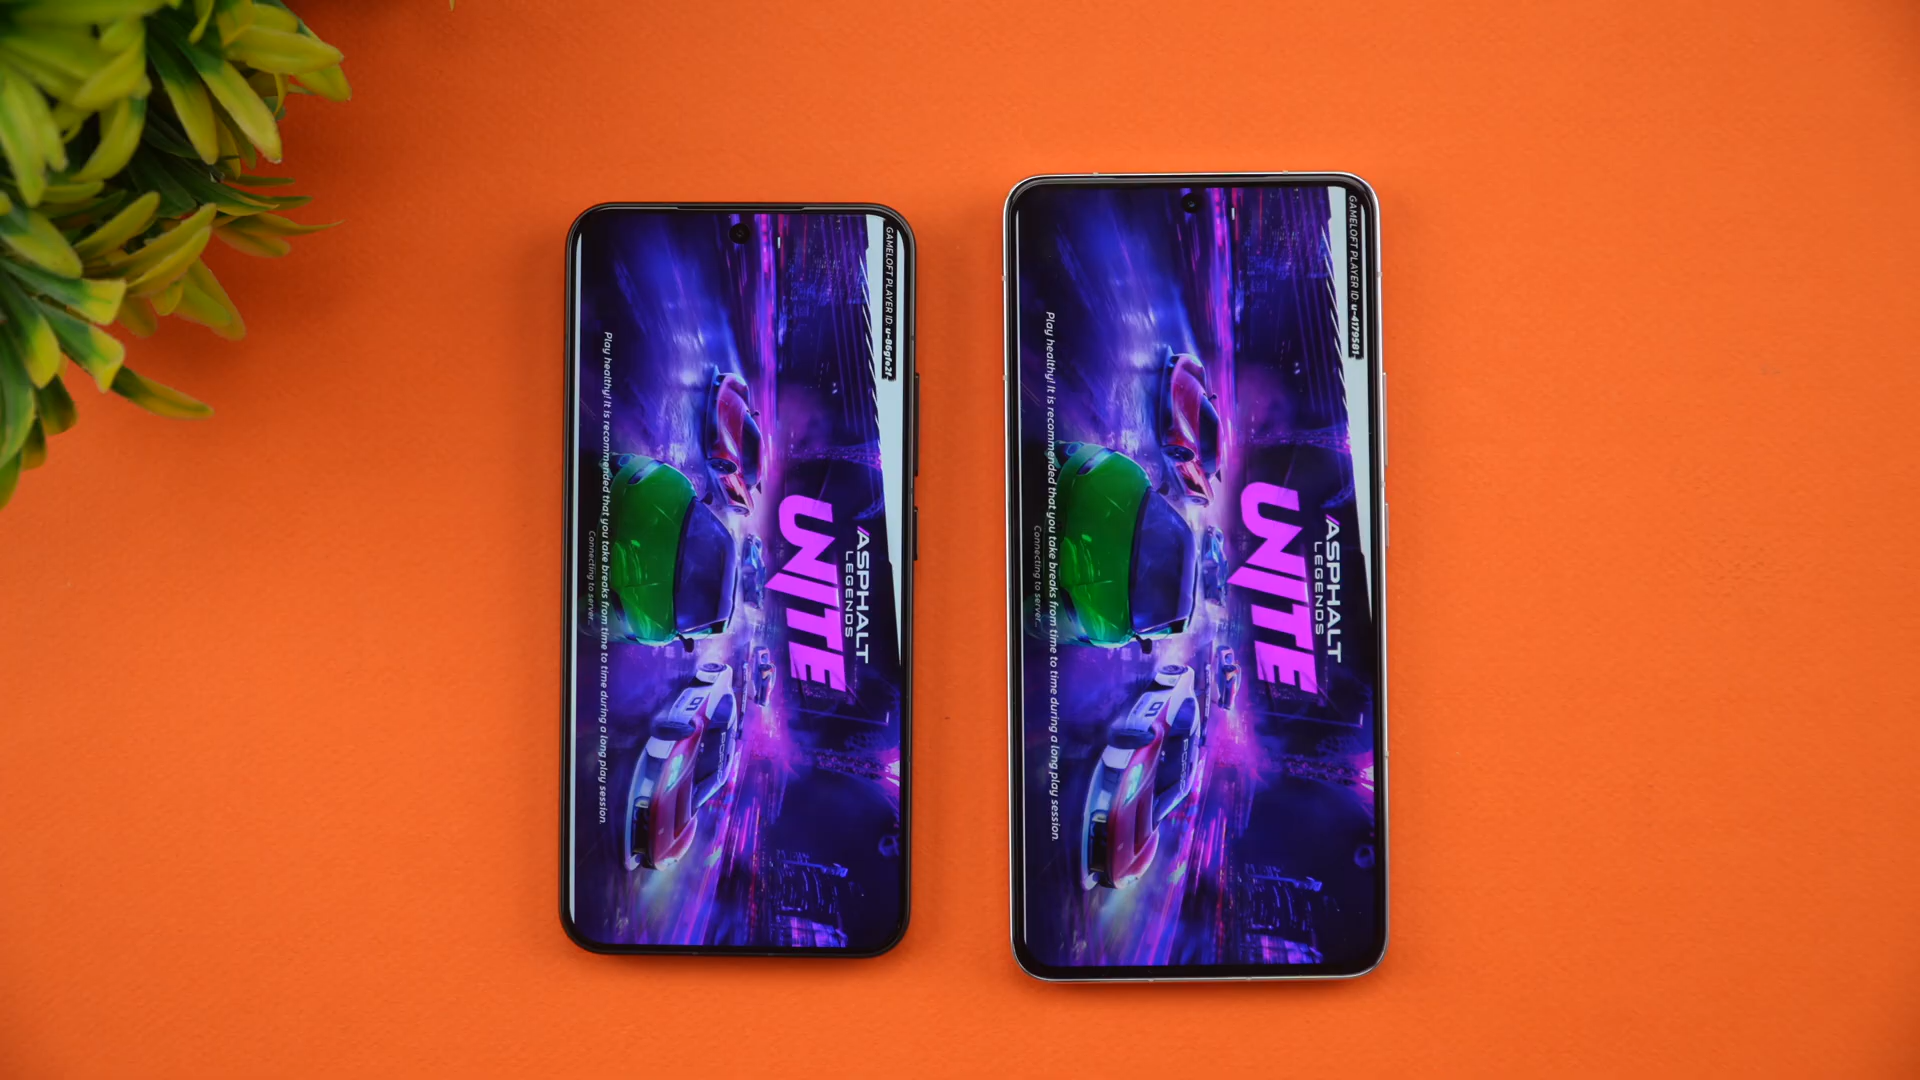 GAMELOFT PLAYER ID: u-86gfe2f
ASPHALT
LEGENDS
UNITE
Play healthy! It is recommended that you take breaks from time to time during a long play session.
Connecting to server...
GAMELOFT PLAYER ID: u-4179581
ASPHALT
LEGENDS
UNITE
Play healthy! It is recommended that you take breaks from time to time during a long play session.
Connecting to server...